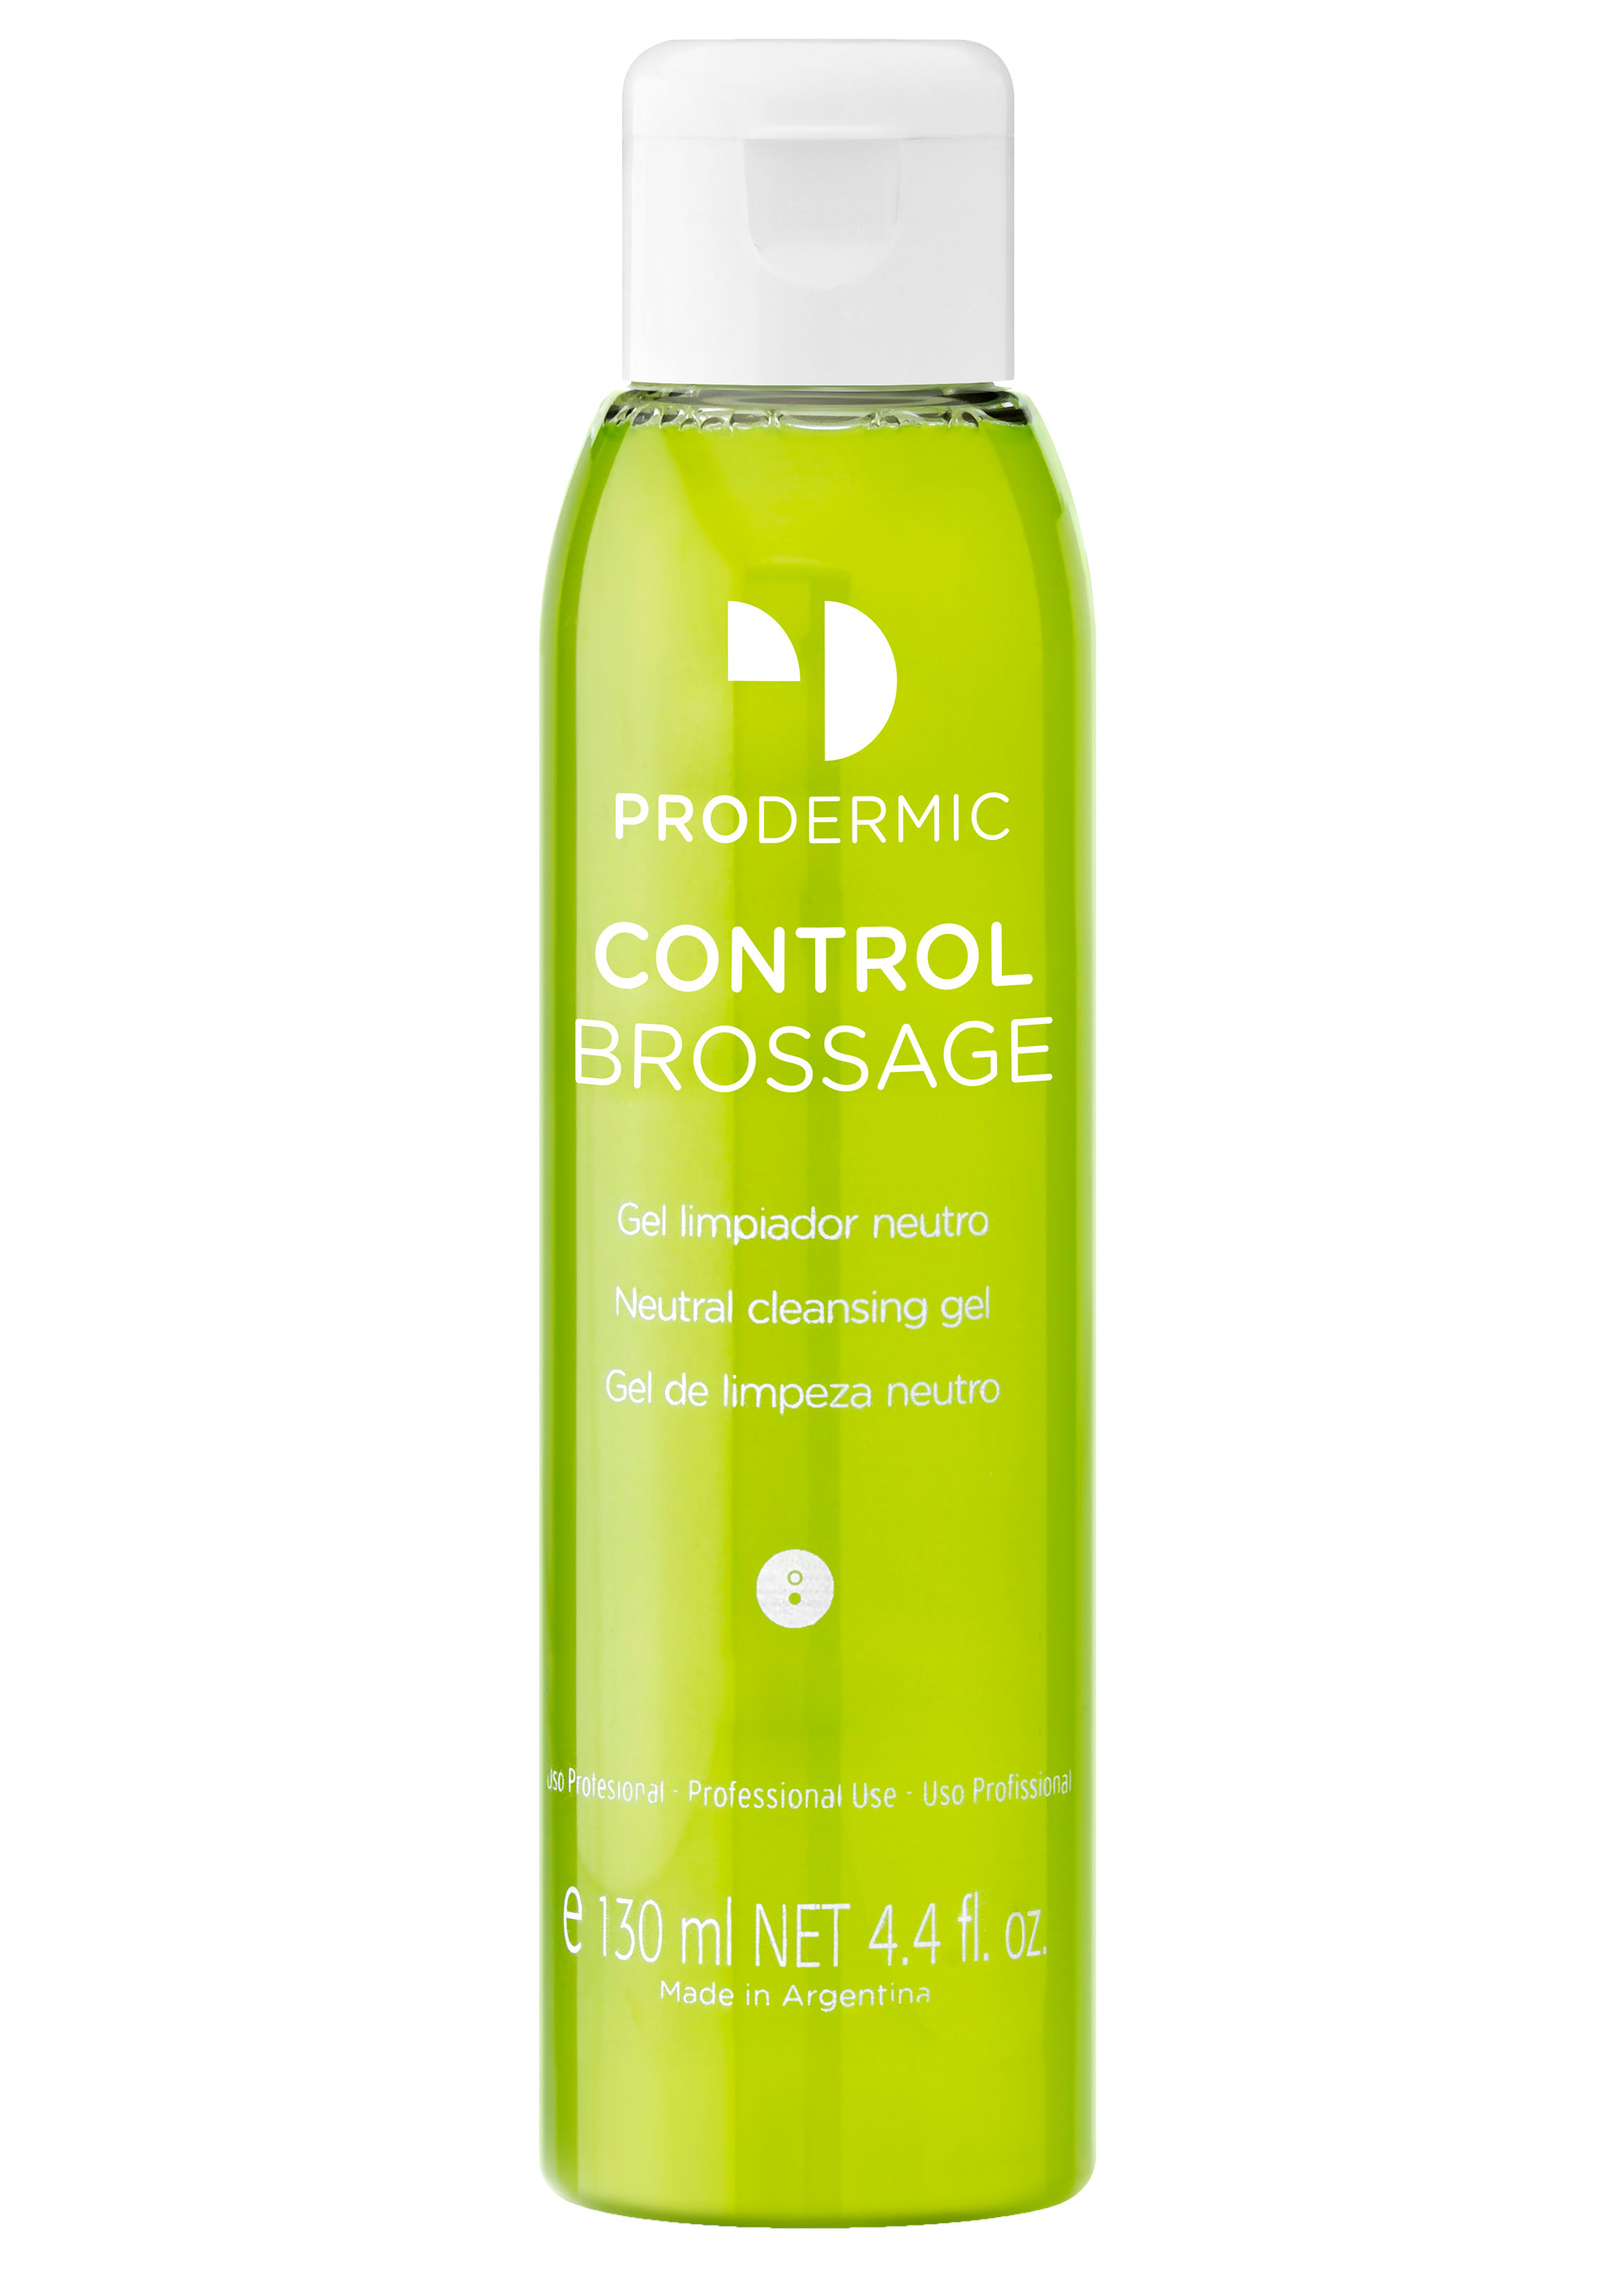 PRODERMIC
CONTROL
BROSSAGE
Gel limpiador neutro
Neutral cleansing gel
Gel de limpeza neutro
Uso Profesional - Professional Use - Uso Profissional
e 130 ml NET 4.4 fl. oz.
Made in Argentina